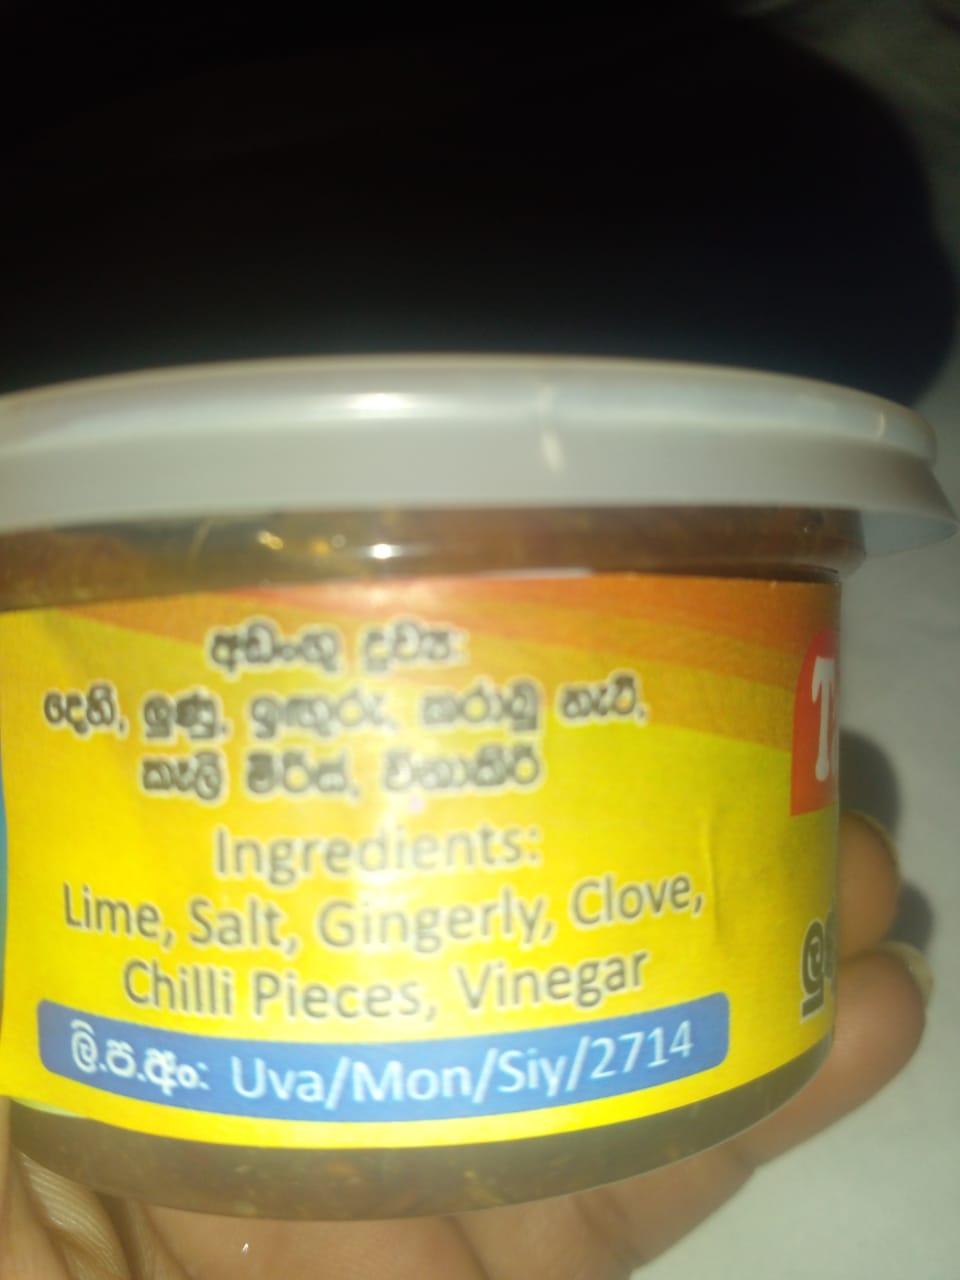 අඩංගු ද්‍රව්‍ය:
දෙහි, ලුණු, ඉඟුරු, කරාබු නැටි,
කෑලි මිරිස්, විනාකිරි
Ingredients:
Lime, Salt, Gingerly, Clove,
Chilli Pieces, Vinegar
ලි.ප.අං: Uva/Mon/Siy/2714